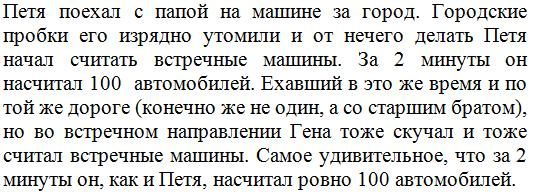 Петя поехал с папой на машине за город. Городские
пробки его изрядно утомили и от нечего делать Петя
начал считать встречные машины. За 2 минуты он
насчитал 100 автомобилей. Ехавший в это же время и по
той же дороге (конечно же не один, а со старшим братом),
но во встречном направлении Гена тоже скучал и тоже
считал встречные машины. Самое удивительное, что за 2
минуты он, как и Петя, насчитал ровно 100 автомобилей.